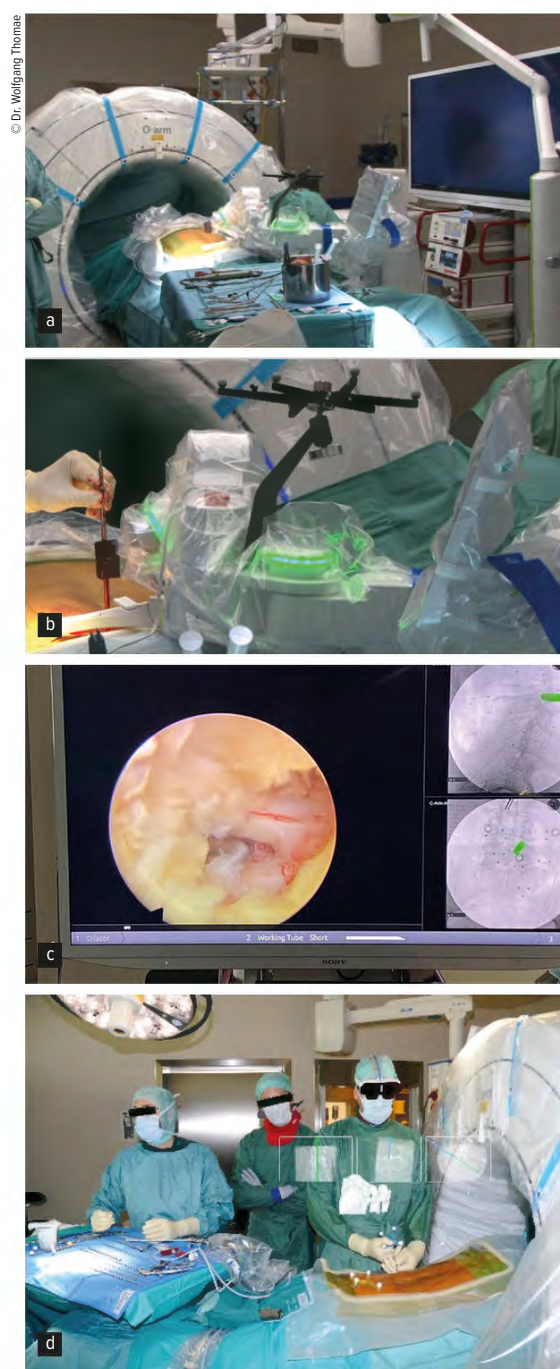 © Dr. Wolfgang Thomae
O-arm
a
b
c
1 Dilator
2 Working Tube Short
3
SONY
d